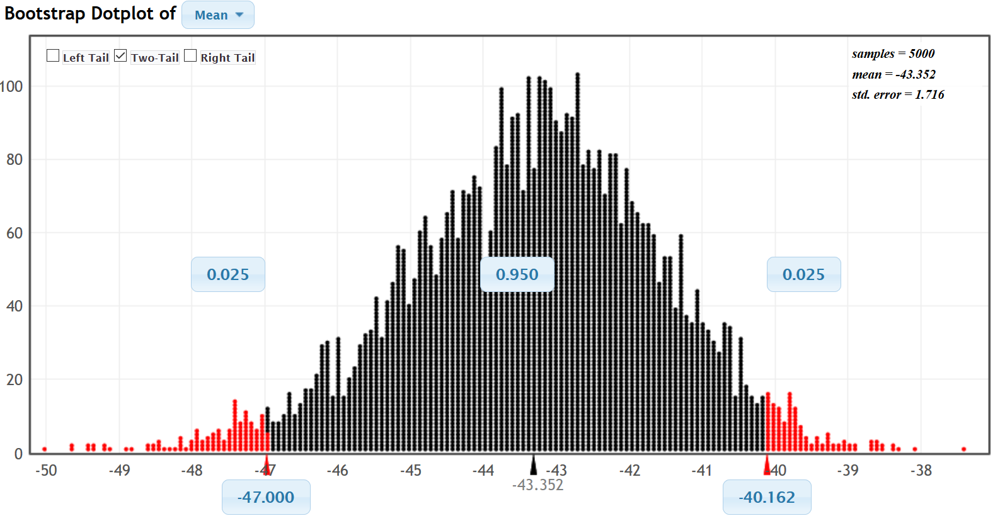 Bootstrap Dotplot of Mean
Left Tail Two-Tail Right Tail
samples = 5000
mean = -43.352
std. error = 1.716
100
80
60
40
20
0
0.025
0.950
0.025
-50 -49 -48 -47 -46 -45 -44 -43 -42 -41 -40 -39 -38
-43.352
-47.000
-40.162